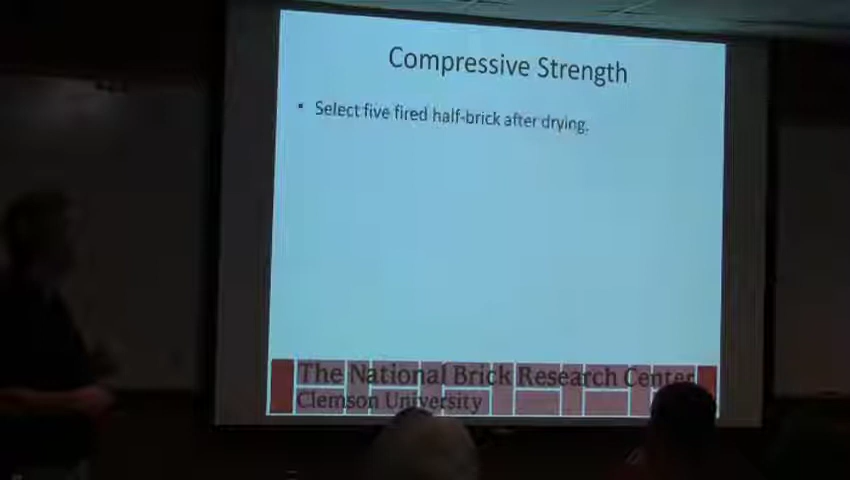 Compressive Strength
• Select five fired half-brick after drying.
The National Brick Research Center
Clemson University